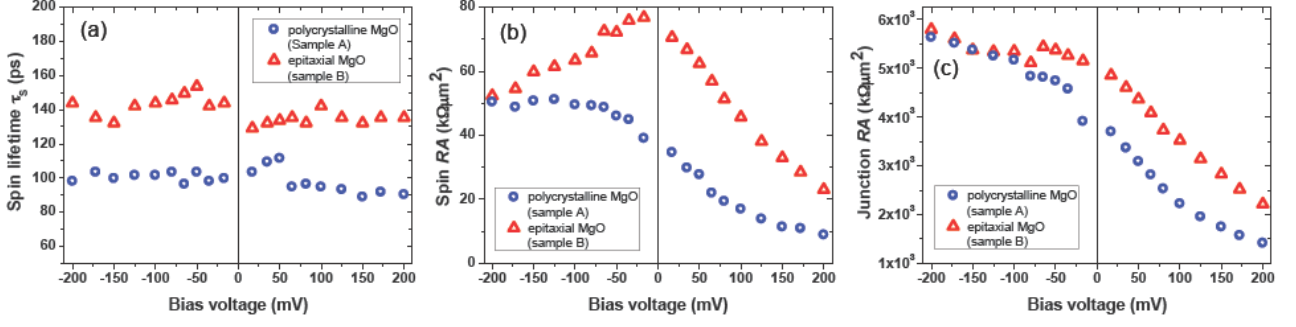 (a)
polycrystalline MgO
(Sample A)
epitaxial MgO
(sample B)
Spin lifetime τs (ps)
200
180
160
140
120
100
80
60
-200 -150 -100 -50 0 50 100 150 200
Bias voltage (mV)
(b)
polycrystalline MgO
(sample A)
epitaxial MgO
(sample B)
Spin RA (kΩμm²)
80
60
40
20
0
-200 -150 -100 -50 0 50 100 150 200
Bias voltage (mV)
(c)
polycrystalline MgO
(sample A)
epitaxial MgO
(sample B)
Junction RA (kΩμm²)
6x10³
5x10³
4x10³
3x10³
2x10³
1x10³
-200 -150 -100 -50 0 50 100 150 200
Bias voltage (mV)